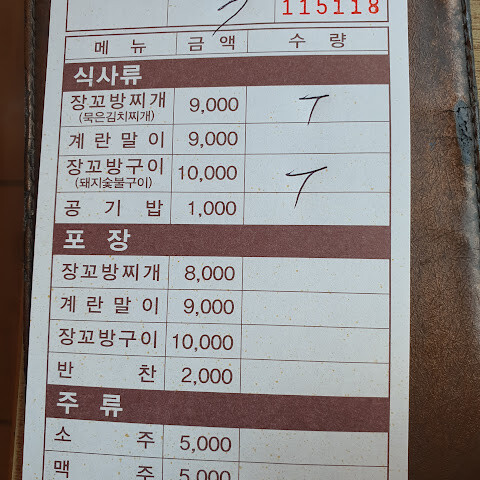 115118
메뉴 금액 수량
식사류
장꼬방찌개 9,000 T
(묵은김치찌개)
계란말이 9,000
장꼬방구이 10,000 T
(돼지숯불구이)
공기밥 1,000
포장
장꼬방찌개 8,000
계란말이 9,000
장꼬방구이 10,000
반찬 2,000
주류
소주 5,000
맥주 5,000